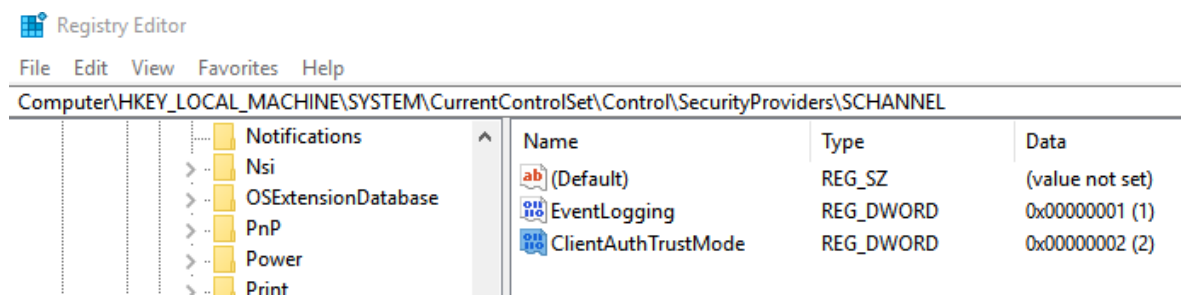 Registry Editor
File Edit View Favorites Help
Computer\HKEY_LOCAL_MACHINE\SYSTEM\CurrentControlSet\Control\SecurityProviders\SCHANNEL
Notifications
Nsi
OSExtensionDatabase
PnP
Power
Print
Name Type Data
ab (Default) REG_SZ (value not set)
EventLogging REG_DWORD 0x00000001 (1)
ClientAuthTrustMode REG_DWORD 0x00000002 (2)